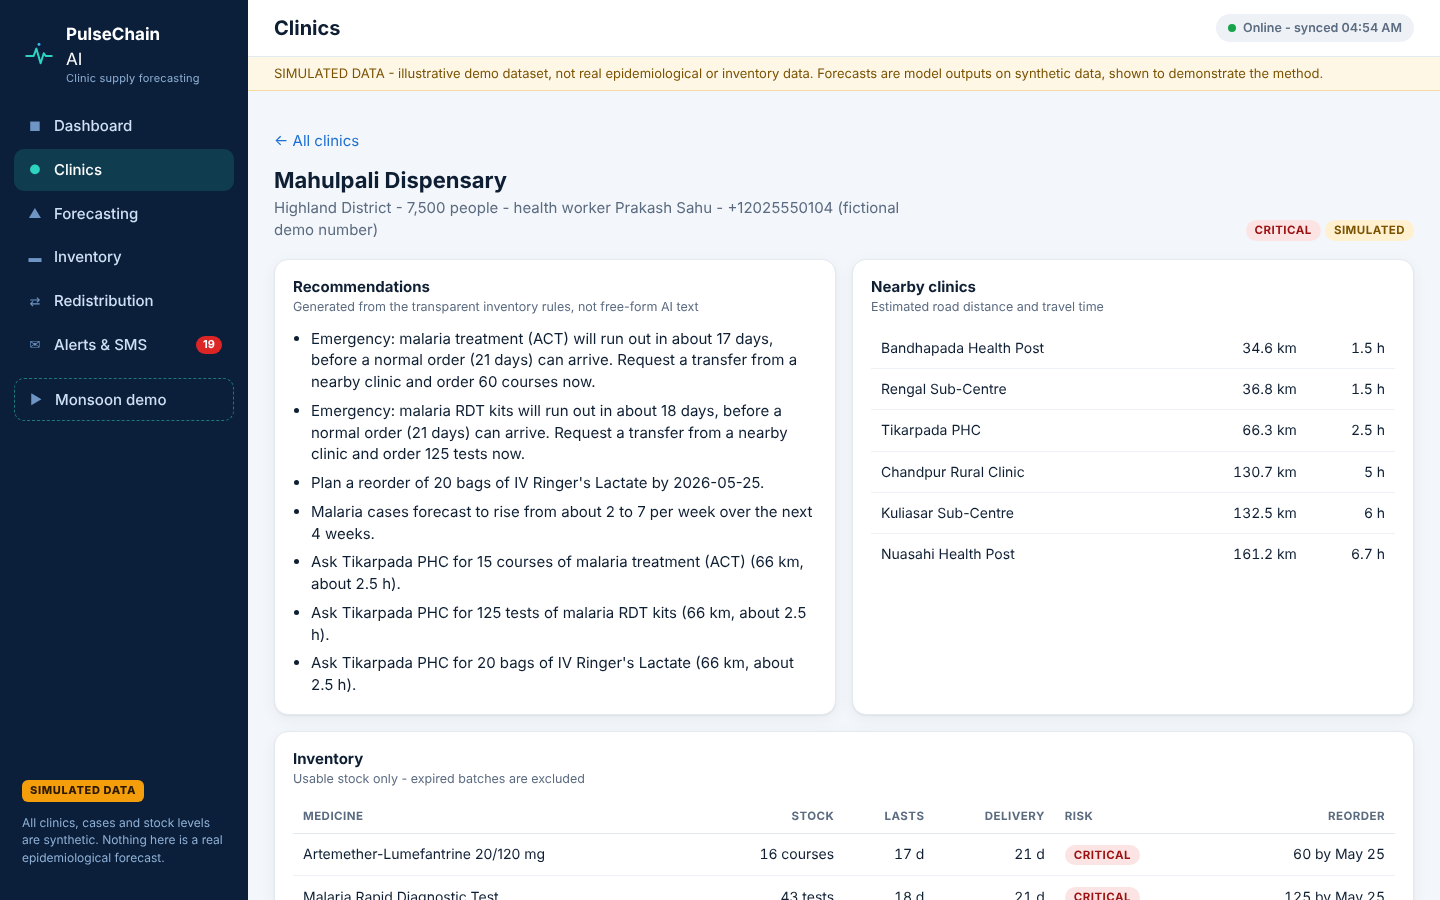 PulseChain
AI
Clinic supply forecasting
Dashboard
Clinics
Forecasting
Inventory
Redistribution
Alerts & SMS 19
Monsoon demo
SIMULATED DATA
All clinics, cases and stock levels
are synthetic. Nothing here is a real
epidemiological forecast.
Clinics
Online - synced 04:54 AM
SIMULATED DATA - illustrative demo dataset, not real epidemiological or inventory data. Forecasts are model outputs on synthetic data, shown to demonstrate the method.
← All clinics
Mahulpali Dispensary
Highland District - 7,500 people - health worker Prakash Sahu - +12025550104 (fictional
demo number)
CRITICAL SIMULATED
Recommendations
Generated from the transparent inventory rules, not free-form AI text
• Emergency: malaria treatment (ACT) will run out in about 17 days,
before a normal order (21 days) can arrive. Request a transfer from a
nearby clinic and order 60 courses now.
• Emergency: malaria RDT kits will run out in about 18 days, before a
normal order (21 days) can arrive. Request a transfer from a nearby
clinic and order 125 tests now.
• Plan a reorder of 20 bags of IV Ringer's Lactate by 2026-05-25.
• Malaria cases forecast to rise from about 2 to 7 per week over the next
4 weeks.
• Ask Tikarpada PHC for 15 courses of malaria treatment (ACT) (66 km,
about 2.5 h).
• Ask Tikarpada PHC for 125 tests of malaria RDT kits (66 km, about 2.5
h).
• Ask Tikarpada PHC for 20 bags of IV Ringer's Lactate (66 km, about
2.5 h).
Nearby clinics
Estimated road distance and travel time
Bandhapada Health Post 34.6 km 1.5 h
Rengal Sub-Centre 36.8 km 1.5 h
Tikarpada PHC 66.3 km 2.5 h
Chandpur Rural Clinic 130.7 km 5 h
Kuliasar Sub-Centre 132.5 km 6 h
Nuasahi Health Post 161.2 km 6.7 h
Inventory
Usable stock only - expired batches are excluded
MEDICINE STOCK LASTS DELIVERY RISK REORDER
Artemether-Lumefantrine 20/120 mg 16 courses 17 d 21 d CRITICAL 60 by May 25
Malaria Rapid Diagnostic Test 43 tests 18 d 21 d CRITICAL 125 by May 25